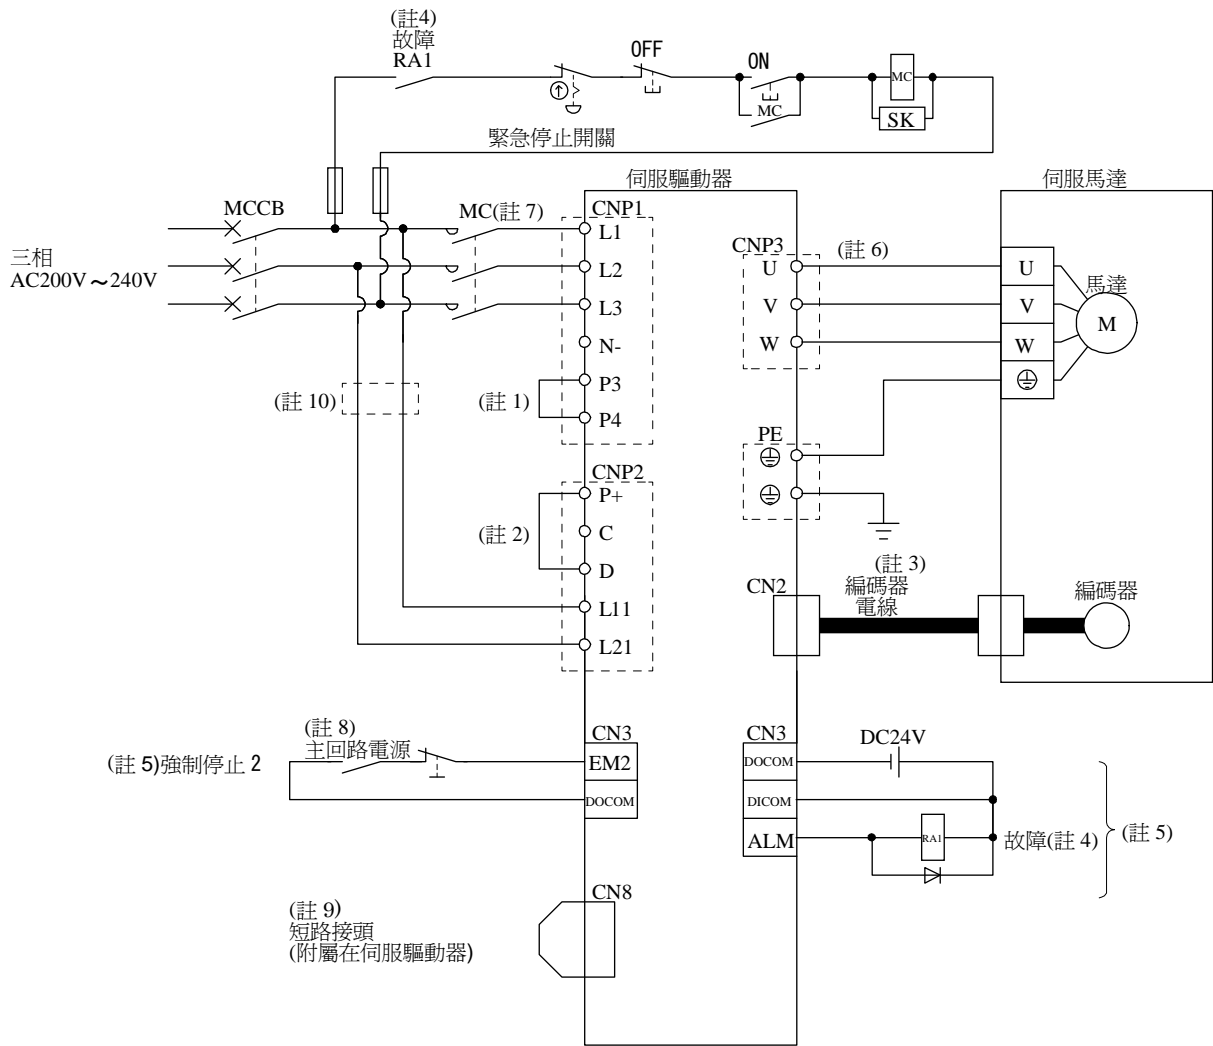 (註4)
故障
RA1
OFF
ON
MC
MC
SK
緊急停止開關
伺服驅動器
伺服馬達
MCCB
MC(註 7)
CNP1
L1
L2
L3
N-
P3
P4
三相
AC200V～240V
CNP3
U
V
W
(註 6)
U
V
W
馬達
M
(註 10)
(註 1)
PE
CNP2
P+
C
D
L11
L21
(註 2)
(註 3)
編碼器
電線
CN2
編碼器
(註 8)
主回路電源
(註 5)強制停止 2
CN3
EM2
DOCOM
CN3
DOCOM
DICOM
ALM
DC24V
RA1
故障(註 4)
(註 5)
CN8
(註 9)
短路接頭
(附屬在伺服驅動器)